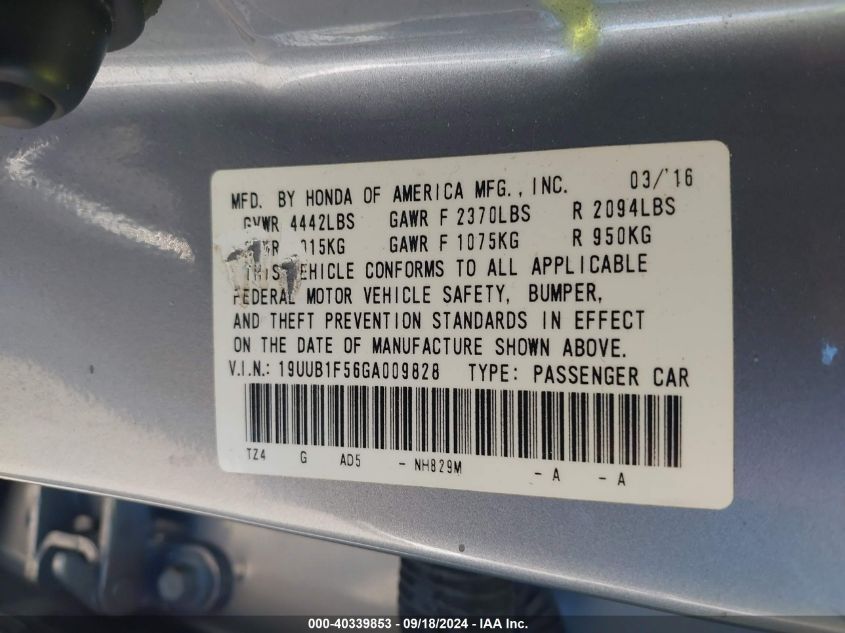 MFD. BY HONDA OF AMERICA MFG., INC. 03/'16
GVWR 4442LBS GAWR F 2370LBS R 2094LBS
015KG GAWR F 1075KG R 950KG
THIS VEHICLE CONFORMS TO ALL APPLICABLE
FEDERAL MOTOR VEHICLE SAFETY, BUMPER,
AND THEFT PREVENTION STANDARDS IN EFFECT
ON THE DATE OF MANUFACTURE SHOWN ABOVE.
V.I.N.: 19UUB1F56GA009828 TYPE: PASSENGER CAR
TZ4 G AD5 - NH829M - A - A
000-40339853 - 09/18/2024 - IAA Inc.